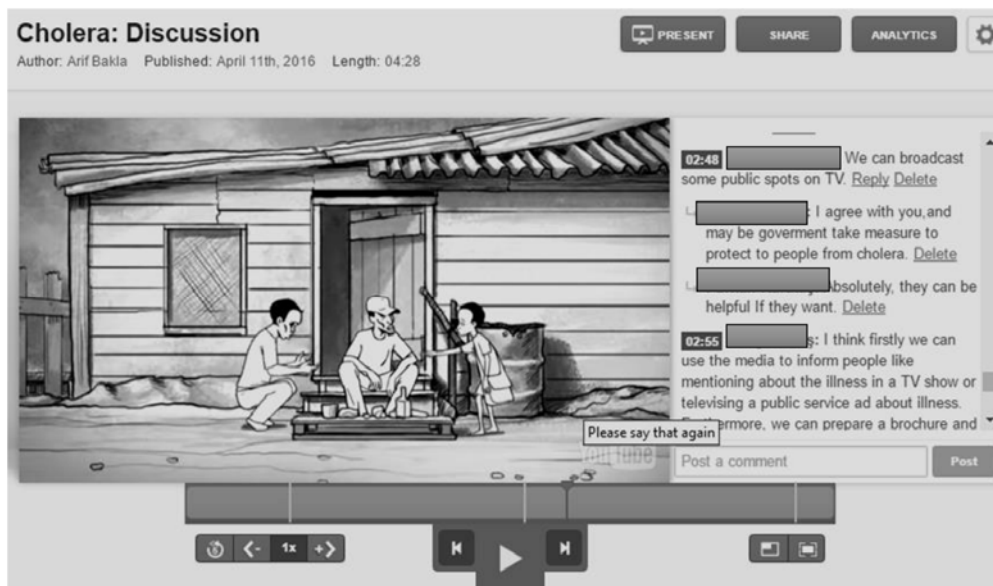 Cholera: Discussion
PRESENT
SHARE
ANALYTICS
Author: Arif Bakla Published: April 11th, 2016 Length: 04:28
02:48 We can broadcast
some public spots on TV. Reply Delete
: I agree with you,and
may be goverment take measure to
protect to people from cholera. Delete
Absolutely, they can be
helpful If they want. Delete
02:55 ş: I think firstly we can
use the media to inform people like
mentioning about the illness in a TV show or
televising a public service ad about illness.
Furthermore, we can prepare a brochure and
Please say that again
YouTube
Post a comment
Post
5
1x